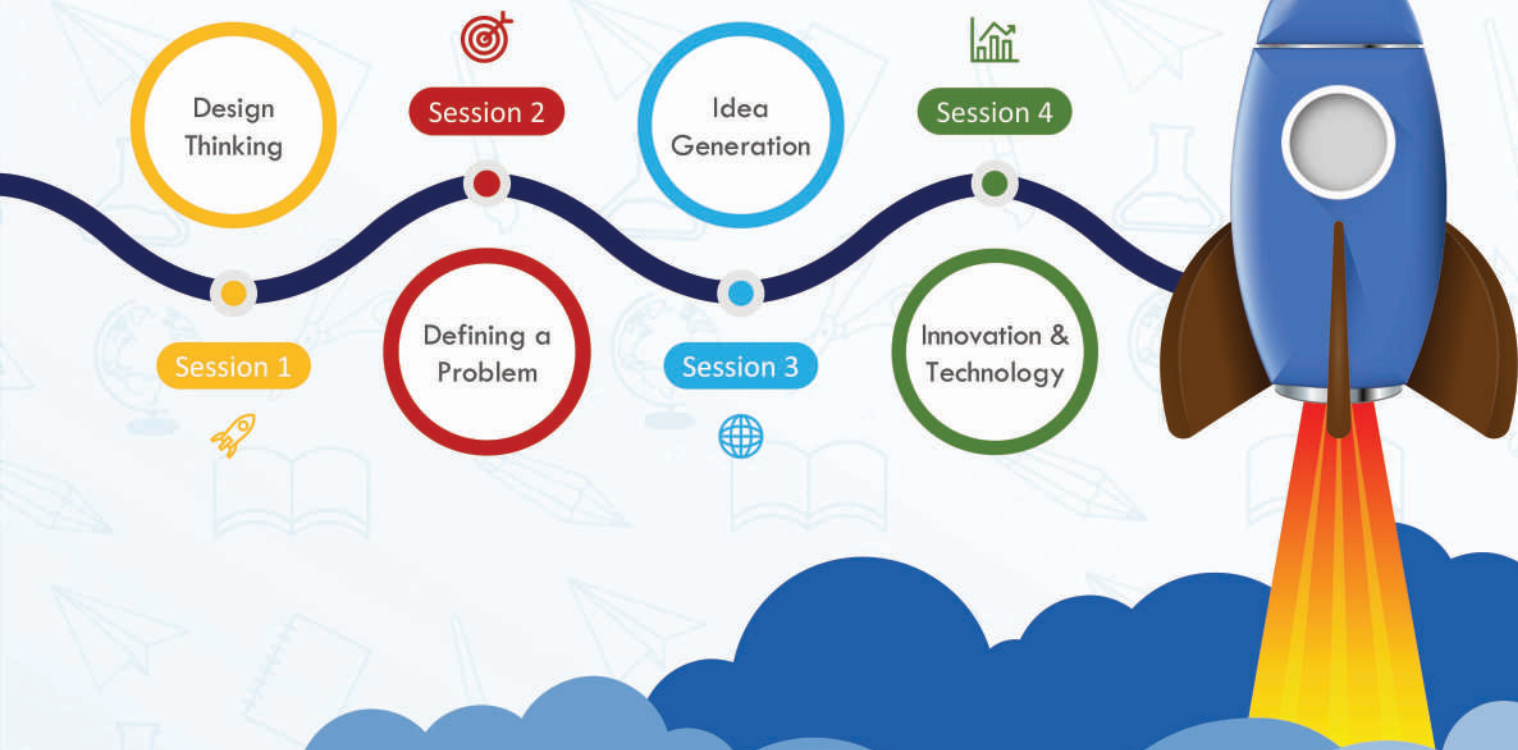 Design
Thinking
Session 1
Session 2
Defining a
Problem
Idea
Generation
Session 3
Session 4
Innovation &
Technology